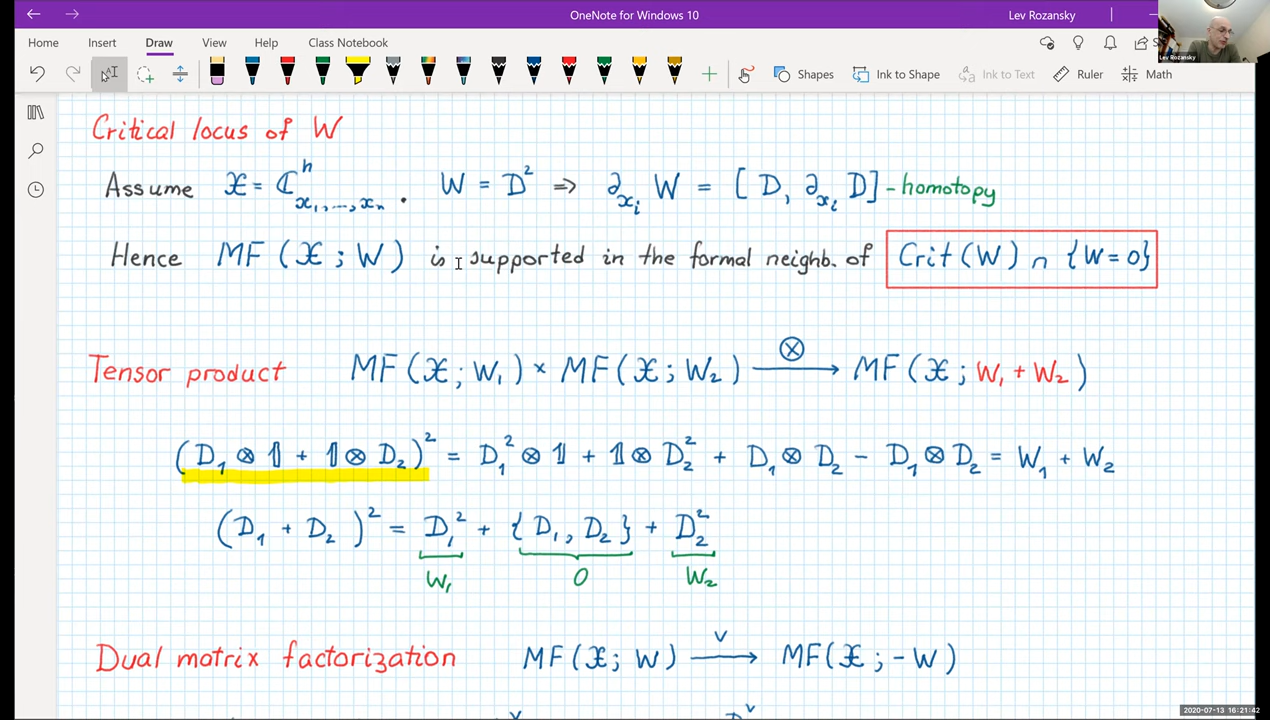 OneNote for Windows 10
Lev Rozansky
Home Insert Draw View Help Class Notebook
Shapes Ink to Shape Ink to Text Ruler Math
Lev Rozansky
Critical locus of W
Assume 𝒳 = ℂⁿ_{x₁,...,xₙ}. W = D² ⇒ ∂_{xᵢ} W = [D, ∂_{xᵢ} D] - homotopy
Hence MF(𝒳; W) is supported in the formal neighb. of Crit(W) ∩ {W=0}
Tensor product MF(𝒳; W₁) × MF(𝒳; W₂) ⊗→ MF(𝒳; W₁ + W₂)
(D₁ ⊗ 𝟙 + 𝟙 ⊗ D₂)² = D₁² ⊗ 𝟙 + 𝟙 ⊗ D₂² + D₁ ⊗ D₂ − D₁ ⊗ D₂ = W₁ + W₂
(D₁ + D₂)² = D₁² + {D₁, D₂} + D₂²
W₁ 0 W₂
Dual matrix factorization MF(𝒳; W) ∨→ MF(𝒳; -W)
2020-07-13 16:21:42